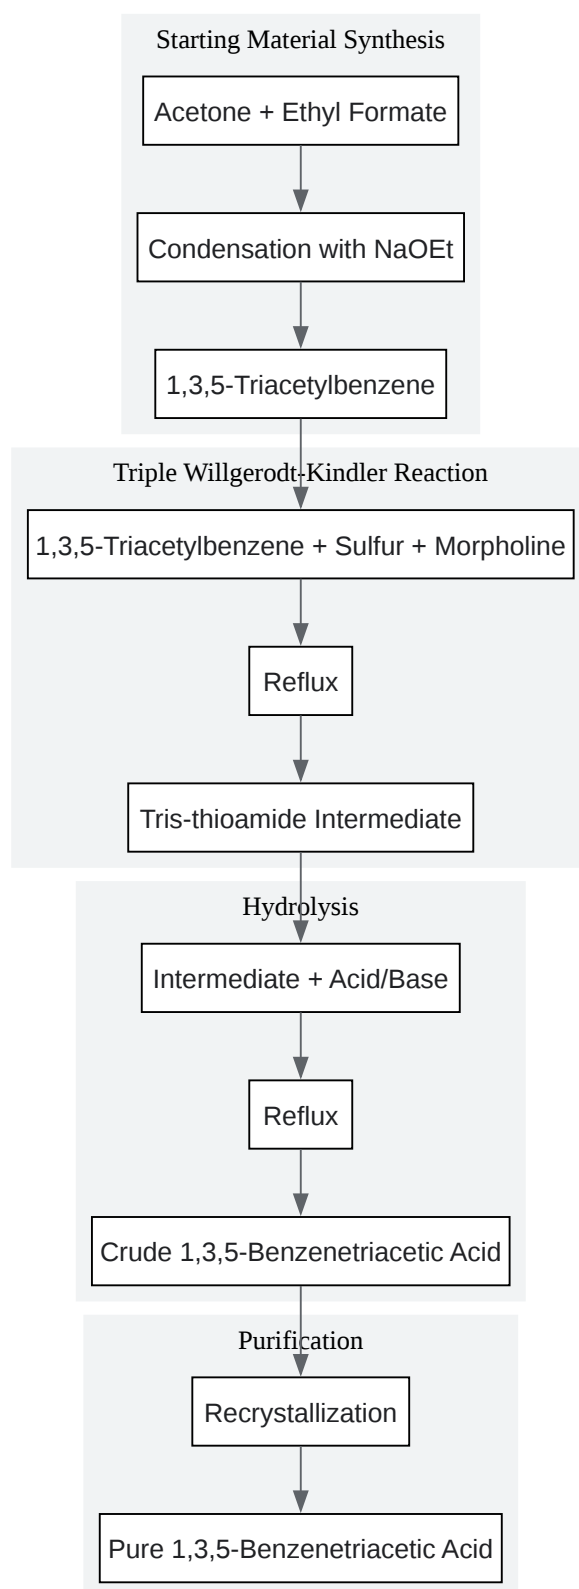 Starting Material Synthesis
Acetone + Ethyl Formate
Condensation with NaOEt
1,3,5-Triacetylbenzene
Triple Willgerodt-Kindler Reaction
1,3,5-Triacetylbenzene + Sulfur + Morpholine
Reflux
Tris-thioamide Intermediate
Hydrolysis
Intermediate + Acid/Base
Reflux
Crude 1,3,5-Benzenetriacetic Acid
Purification
Recrystallization
Pure 1,3,5-Benzenetriacetic Acid